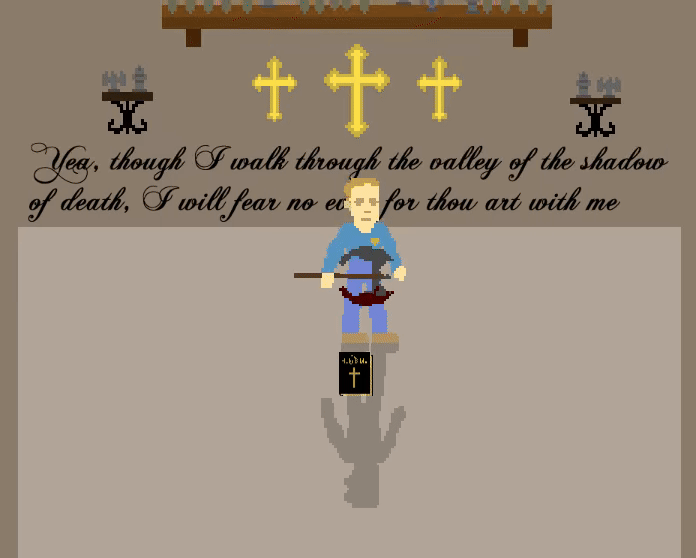 Yea, though I walk through the valley of the shadow
of death, I will fear no for thou art with me